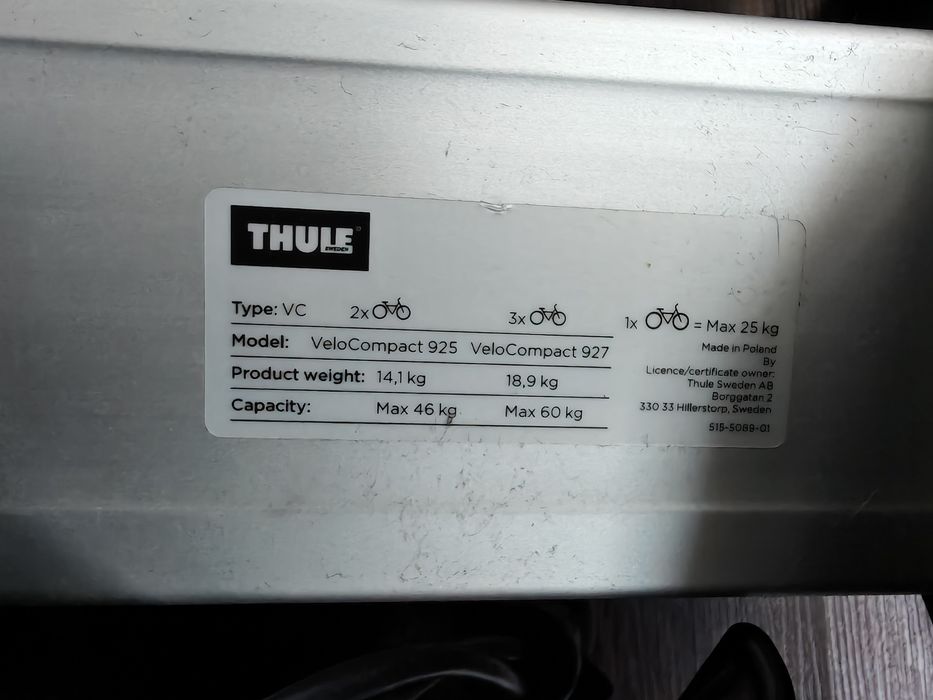 THULE
SWEDEN
Type: VC 2x 3x 1x = Max 25 kg
Model: VeloCompact 925 VeloCompact 927
Product weight: 14,1 kg 18,9 kg
Capacity: Max 46 kg Max 60 kg
Made in Poland
By
Licence/certificate owner:
Thule Sweden AB
Borggatan 2
330 33 Hillerstorp, Sweden
515-5089-01